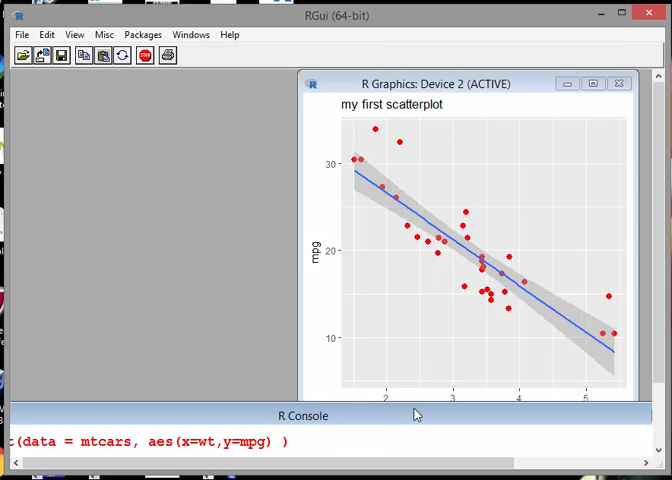 RGui (64-bit)
File Edit View Misc Packages Windows Help
STOP
R Graphics: Device 2 (ACTIVE)
my first scatterplot
30
mpg
20
10
2 3 4 5
R Console
t(data = mtcars, aes(x=wt,y=mpg) )